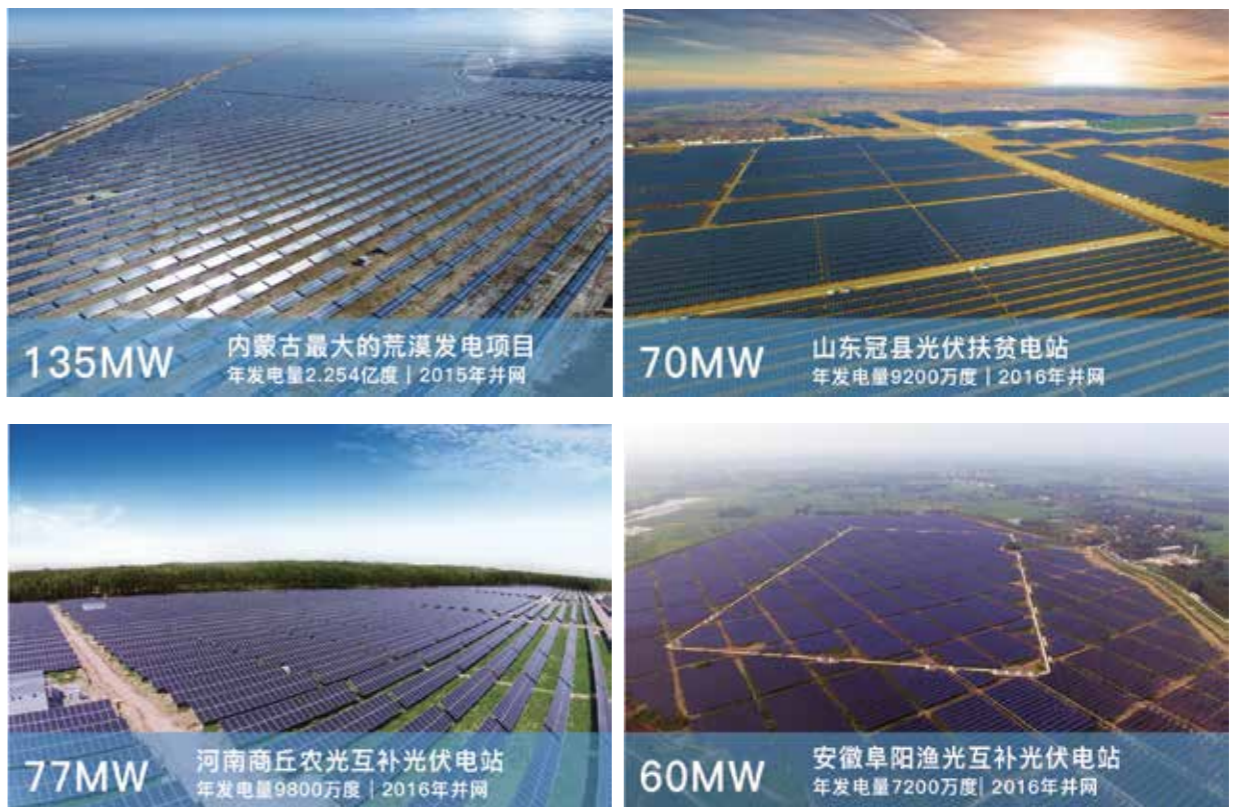 135MW
内蒙古最大的荒漠发电项目
年发电量2.254亿度｜2015年并网
70MW
山东冠县光伏扶贫电站
年发电量9200万度｜2016年并网
77MW
河南商丘农光互补光伏电站
年发电量9800万度｜2016年并网
60MW
安徽阜阳渔光互补光伏电站
年发电量7200万度｜2016年并网